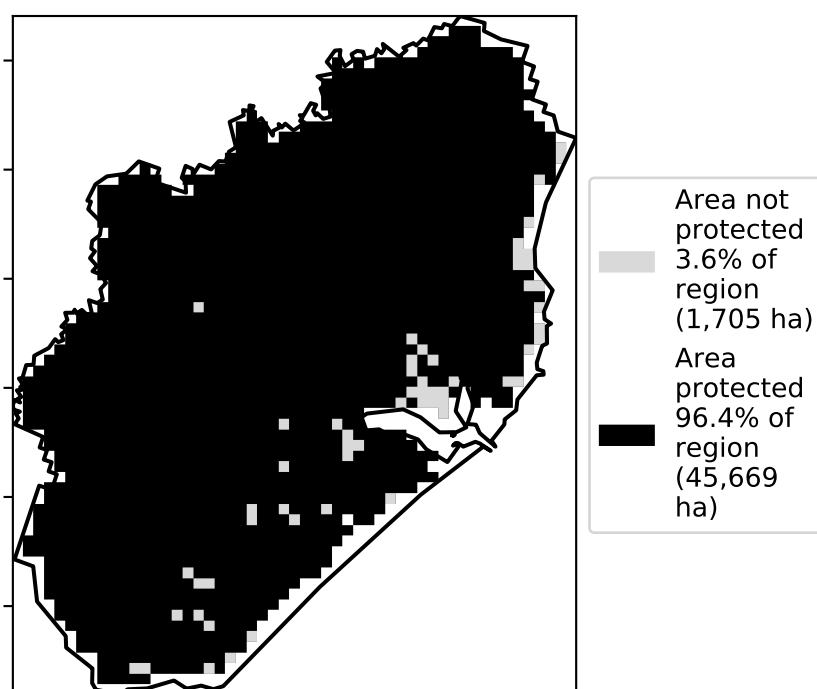 Area not
protected
3.6% of
region
(1,705 ha)
Area
protected
96.4% of
region
(45,669
ha)